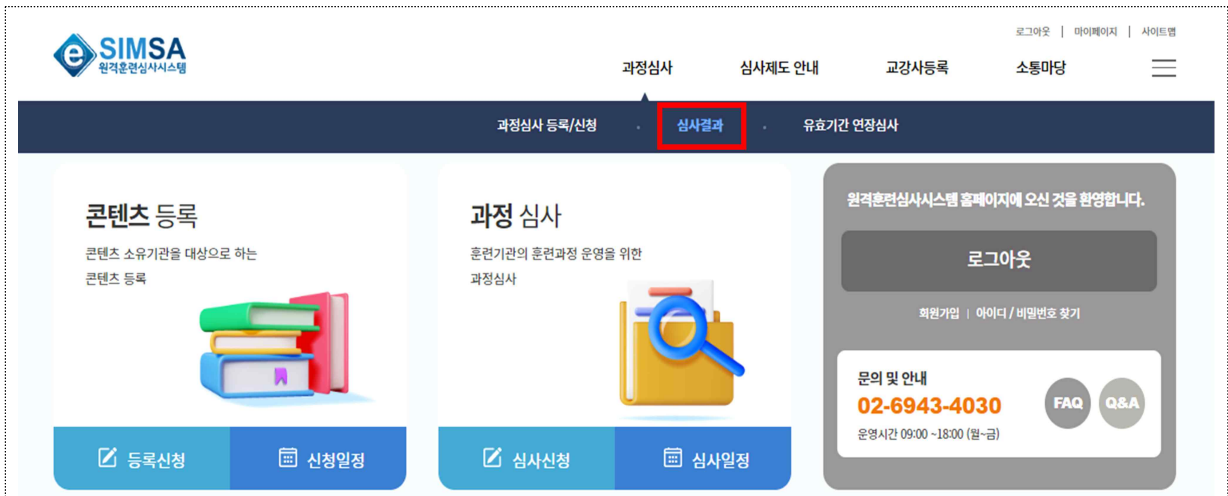 로그아웃 | 마이페이지 | 사이트맵
e SIMSA
원격훈련심사시스템
과정심사 심사제도 안내 교강사등록 소통마당
과정심사 등록/신청 · 심사결과 · 유효기간 연장심사
콘텐츠 등록
콘텐츠 소유기관을 대상으로 하는
콘텐츠 등록
등록신청 신청일정
과정 심사
훈련기관의 훈련과정 운영을 위한
과정심사
심사신청 심사일정
원격훈련심사시스템 홈페이지에 오신 것을 환영합니다.
로그아웃
회원가입 | 아이디 / 비밀번호 찾기
문의 및 안내
02-6943-4030
운영시간 09:00 ~18:00 (월~금)
FAQ Q&A